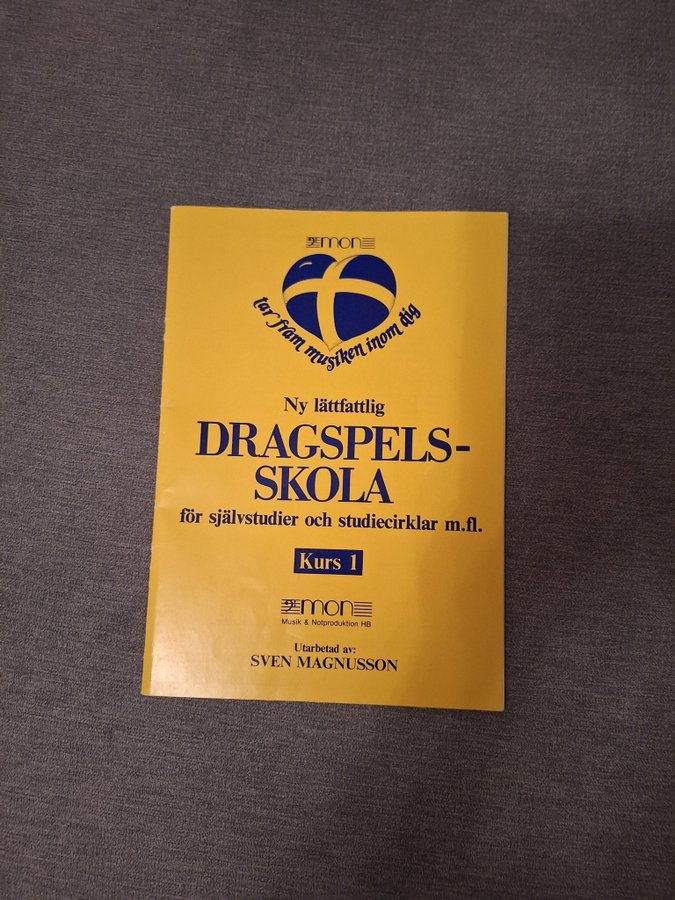 mon
tar fram musiken inom dig
Ny lättfattlig
DRAGSPELS-
SKOLA
för självstudier och studiecirklar m.fl.
Kurs 1
mon
Musik & Notproduktion HB
Utarbetad av:
SVEN MAGNUSSON